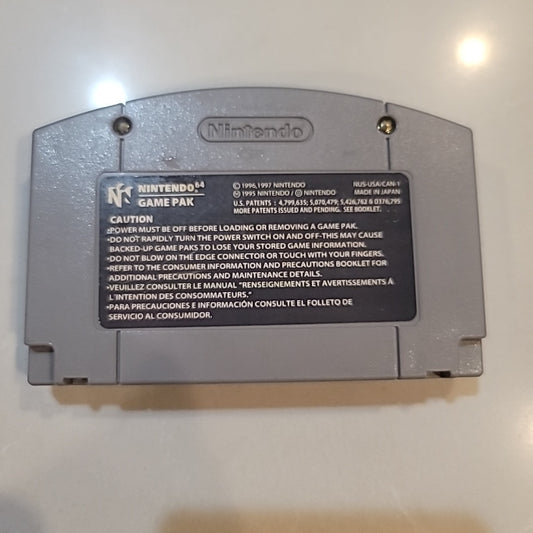 Nintendo
NINTENDO 64
GAME PAK
© 1996,1997 NINTENDO
Ⓜ 1995 NINTENDO / © NINTENDO
NUS-USA/CAN-1
MADE IN JAPAN
U.S. PATENTS : 4,799,635; 5,070,479; 5,426,762 & D376,795
MORE PATENTS ISSUED AND PENDING. SEE BOOKLET.
CAUTION
•POWER MUST BE OFF BEFORE LOADING OR REMOVING A GAME PAK.
•DO NOT RAPIDLY TURN THE POWER SWITCH ON AND OFF-THIS MAY CAUSE
BACKED-UP GAME PAKS TO LOSE YOUR STORED GAME INFORMATION.
•DO NOT BLOW ON THE EDGE CONNECTOR OR TOUCH WITH YOUR FINGERS.
•REFER TO THE CONSUMER INFORMATION AND PRECAUTIONS BOOKLET FOR
ADDITIONAL PRECAUTIONS AND MAINTENANCE DETAILS.
•VEUILLEZ CONSULTER LE MANUAL "RENSEIGNEMENTS ET AVERTISSEMENTS À
L'INTENTION DES CONSOMMATEURS."
•PARA PRECAUCIONES E INFORMACIÓN CONSULTE EL FOLLETO DE
SERVICIO AL CONSUMIDOR.